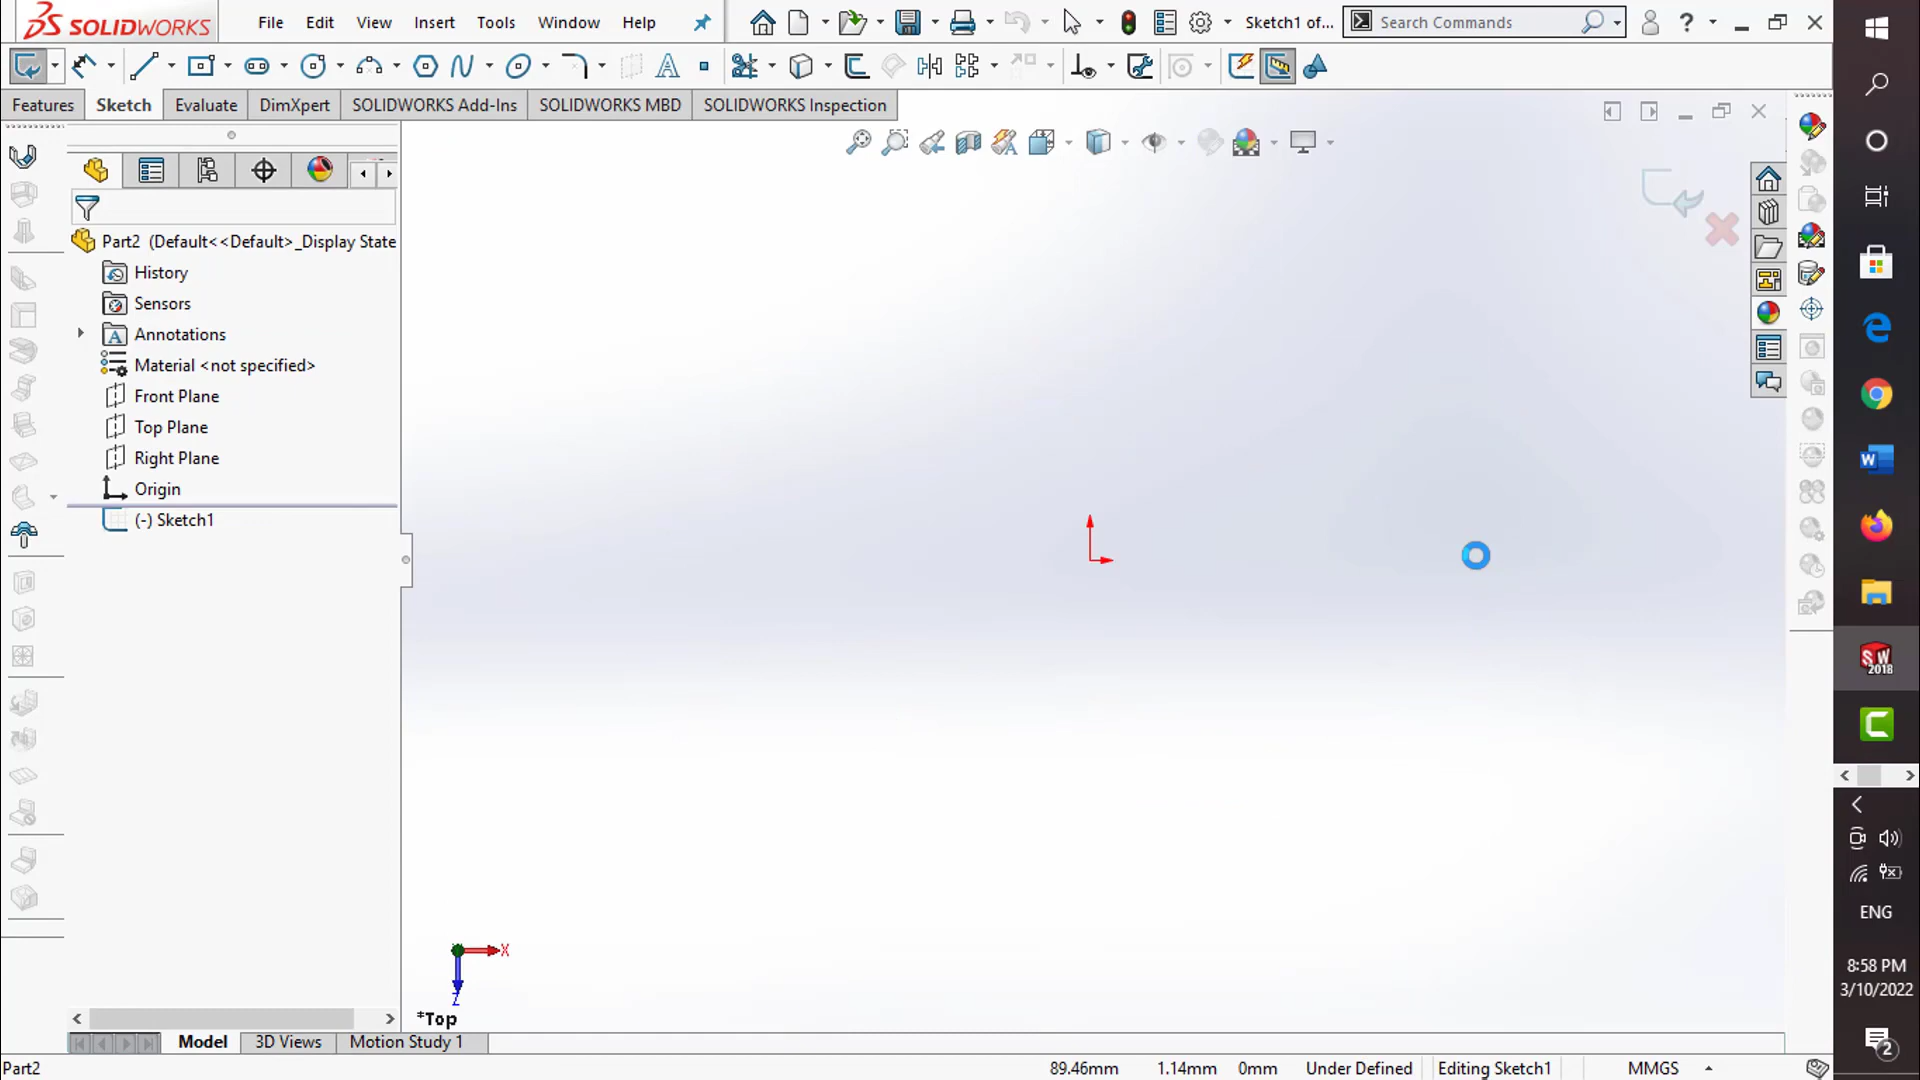 SOLIDWORKS File Edit View Insert Tools Window Help Sketch1 of... Search Commands ?
Features Sketch Evaluate DimXpert SOLIDWORKS Add-Ins SOLIDWORKS MBD SOLIDWORKS Inspection
Part2 (Default<<Default>_Display State
History
Sensors
Annotations
Material <not specified>
Front Plane
Top Plane
Right Plane
Origin
(-) Sketch1
X
Z
*Top
Model 3D Views Motion Study 1
Part2 89.46mm 1.14mm 0mm Under Defined Editing Sketch1 MMGS
SW
2018
ENG
8:58 PM
3/10/2022
2